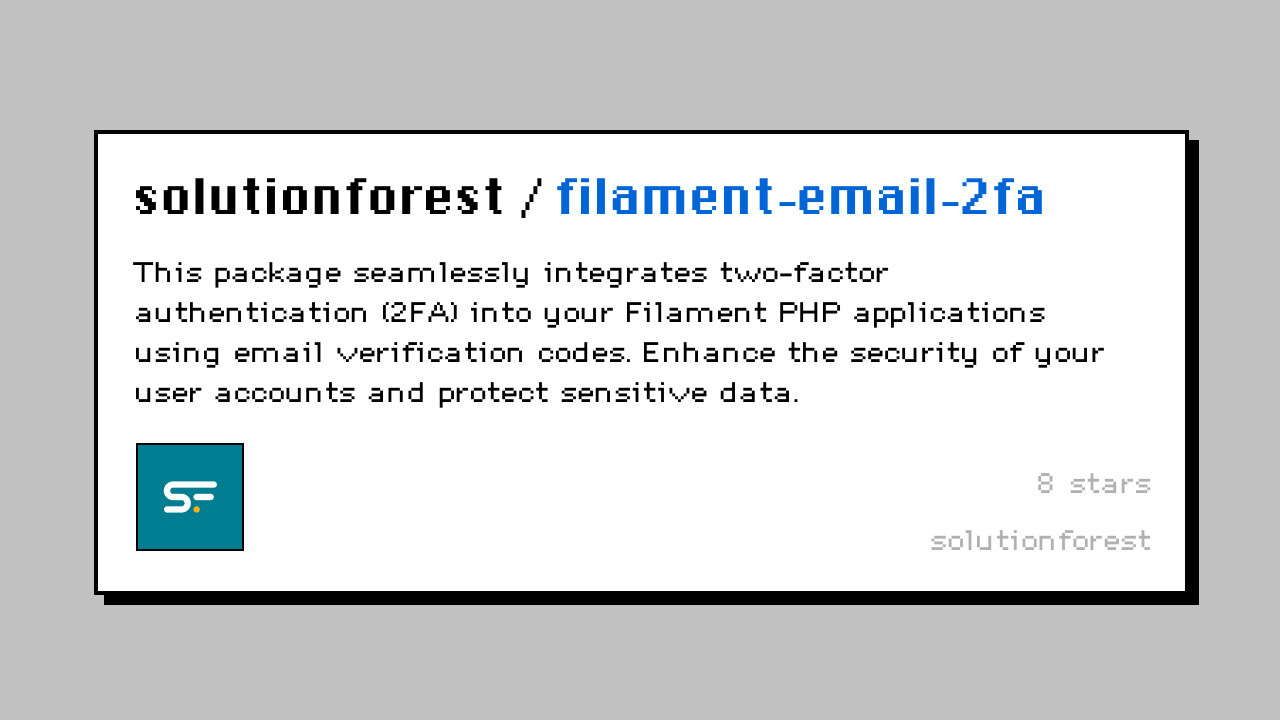 solutionforest / filament-email-2fa
This package seamlessly integrates two-factor
authentication (2FA) into your Filament PHP applications
using email verification codes. Enhance the security of your
user accounts and protect sensitive data.
SF
8 stars
solutionforest